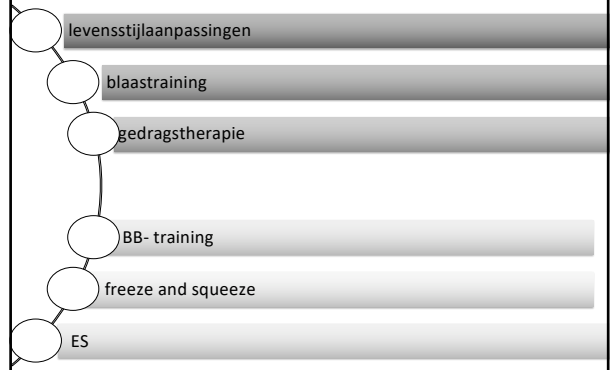 levensstijlaanpassingen
blaastraining
gedragstherapie
BB- training
freeze and squeeze
ES